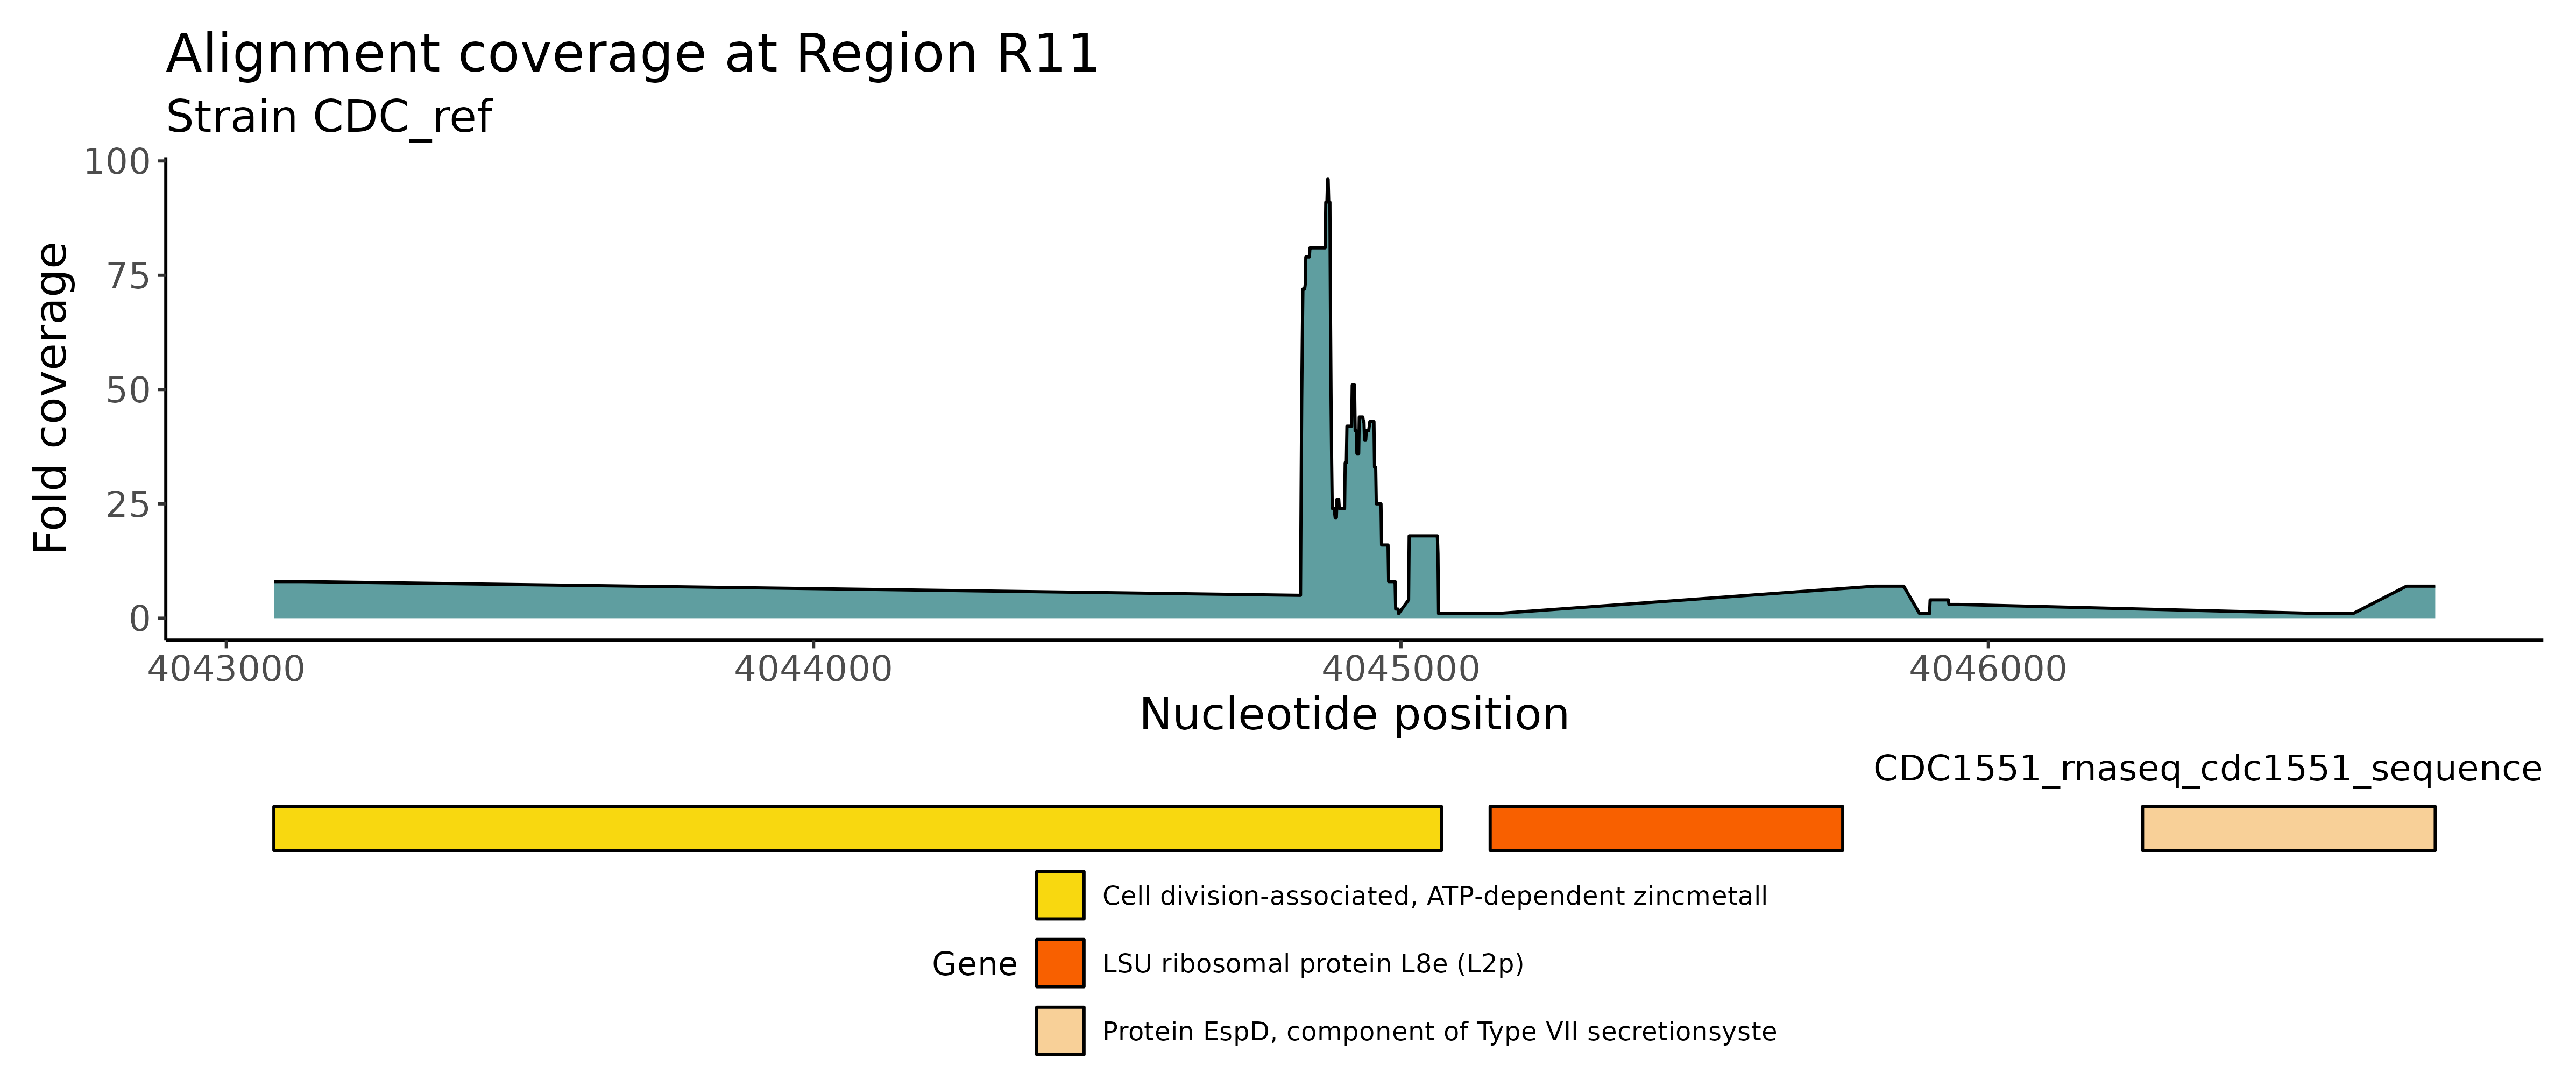 Alignment coverage at Region R11
Strain CDC_ref
100
75
50
25
0
Fold coverage
4043000 4044000 4045000 4046000
Nucleotide position
CDC1551_rnaseq_cdc1551_sequence
Gene
Cell division-associated, ATP-dependent zincmetall
LSU ribosomal protein L8e (L2p)
Protein EspD, component of Type VII secretionsyste